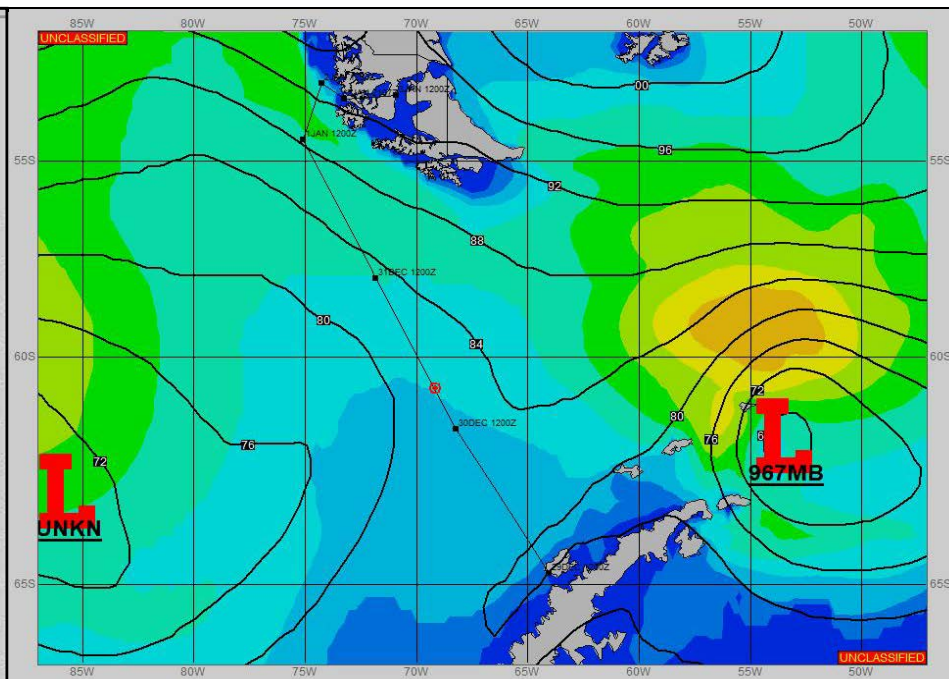 85W 80W 75W 70W 65W 60W 55W 50W
UNCLASSIFIED
00
JAN 1200Z
1JAN 1200Z
96
55S 55S
92
88
31DEC 1200Z
80
84
60S 60S
72
80
30DEC 1200Z
76
76
72
L
967MB
L
UNKN
65S 65S
UNCLASSIFIED
85W 80W 75W 70W 65W 60W 55W 50W